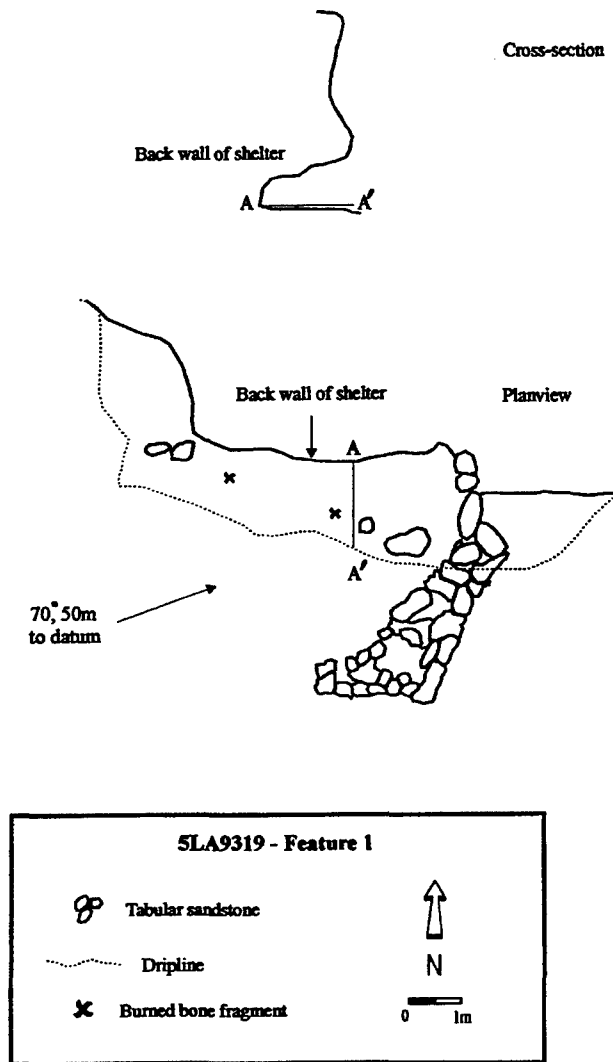 Cross-section
Back wall of shelter
A A′
Back wall of shelter
Planview
A
A′
70°, 50m
to datum
5LA9319 - Feature 1
Tabular sandstone
Dripline
N
Burned bone fragment
0 1m